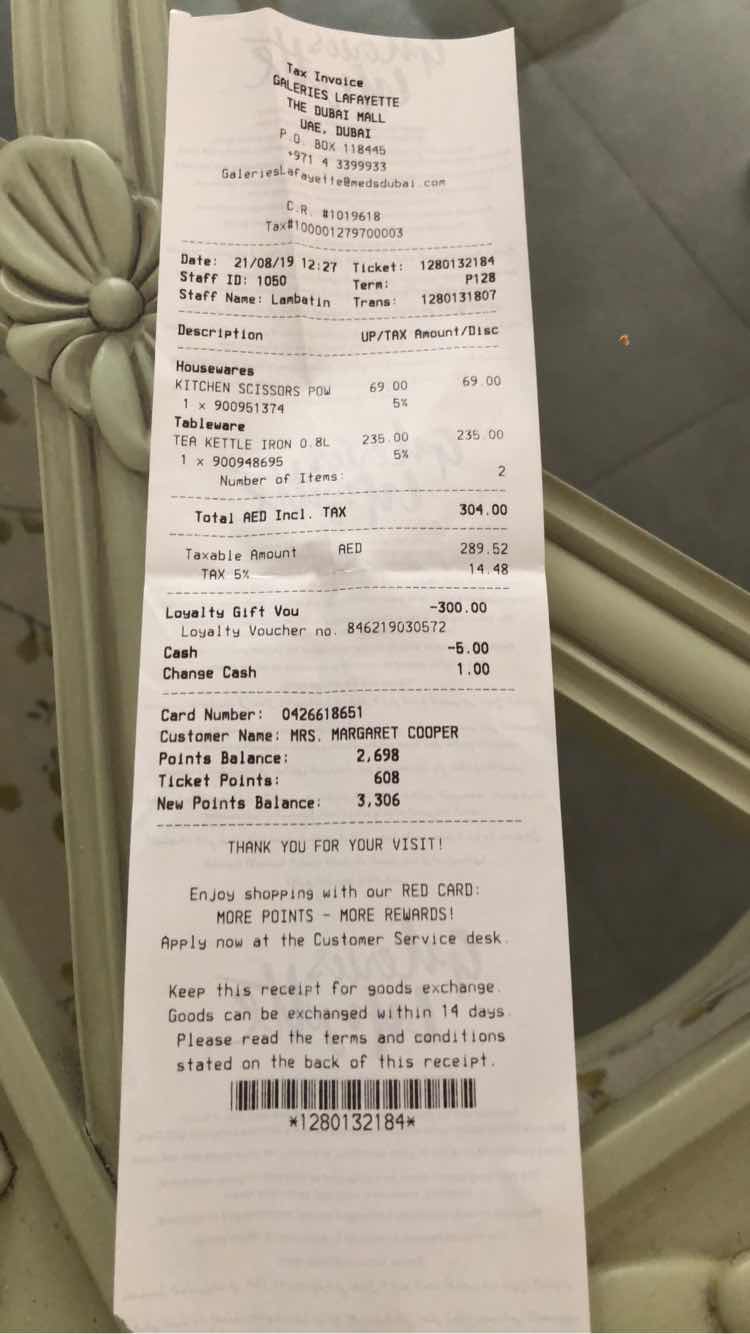 Tax Invoice
GALERIES LAFAYETTE
THE DUBAI MALL
UAE, DUBAI
P.O. BOX 118445
+971 4 3399933
GaleriesLafayette@medsdubai.com
C.R. #1019618
Tax#100001279700003
Date: 21/08/19 12:27 Ticket: 1280132184
Staff ID: 1050 Term: P128
Staff Name: Lambatin Trans: 1280131807
Description UP/TAX Amount/Disc
Housewares
KITCHEN SCISSORS POW 69.00 69.00
1 x 900951374 5%
Tableware
TEA KETTLE IRON 0.8L 235.00 235.00
1 x 900948695 5%
Number of Items: 2
Total AED Incl. TAX 304.00
Taxable Amount AED 289.52
TAX 5% 14.48
Loyalty Gift Vou -300.00
Loyalty Voucher no. 846219030572
Cash -5.00
Change Cash 1.00
Card Number: 0426618651
Customer Name: MRS. MARGARET COOPER
Points Balance: 2,698
Ticket Points: 608
New Points Balance: 3,306
THANK YOU FOR YOUR VISIT!
Enjoy shopping with our RED CARD:
MORE POINTS - MORE REWARDS!
Apply now at the Customer Service desk.
Keep this receipt for goods exchange.
Goods can be exchanged within 14 days.
Please read the terms and conditions
stated on the back of this receipt.
*1280132184*